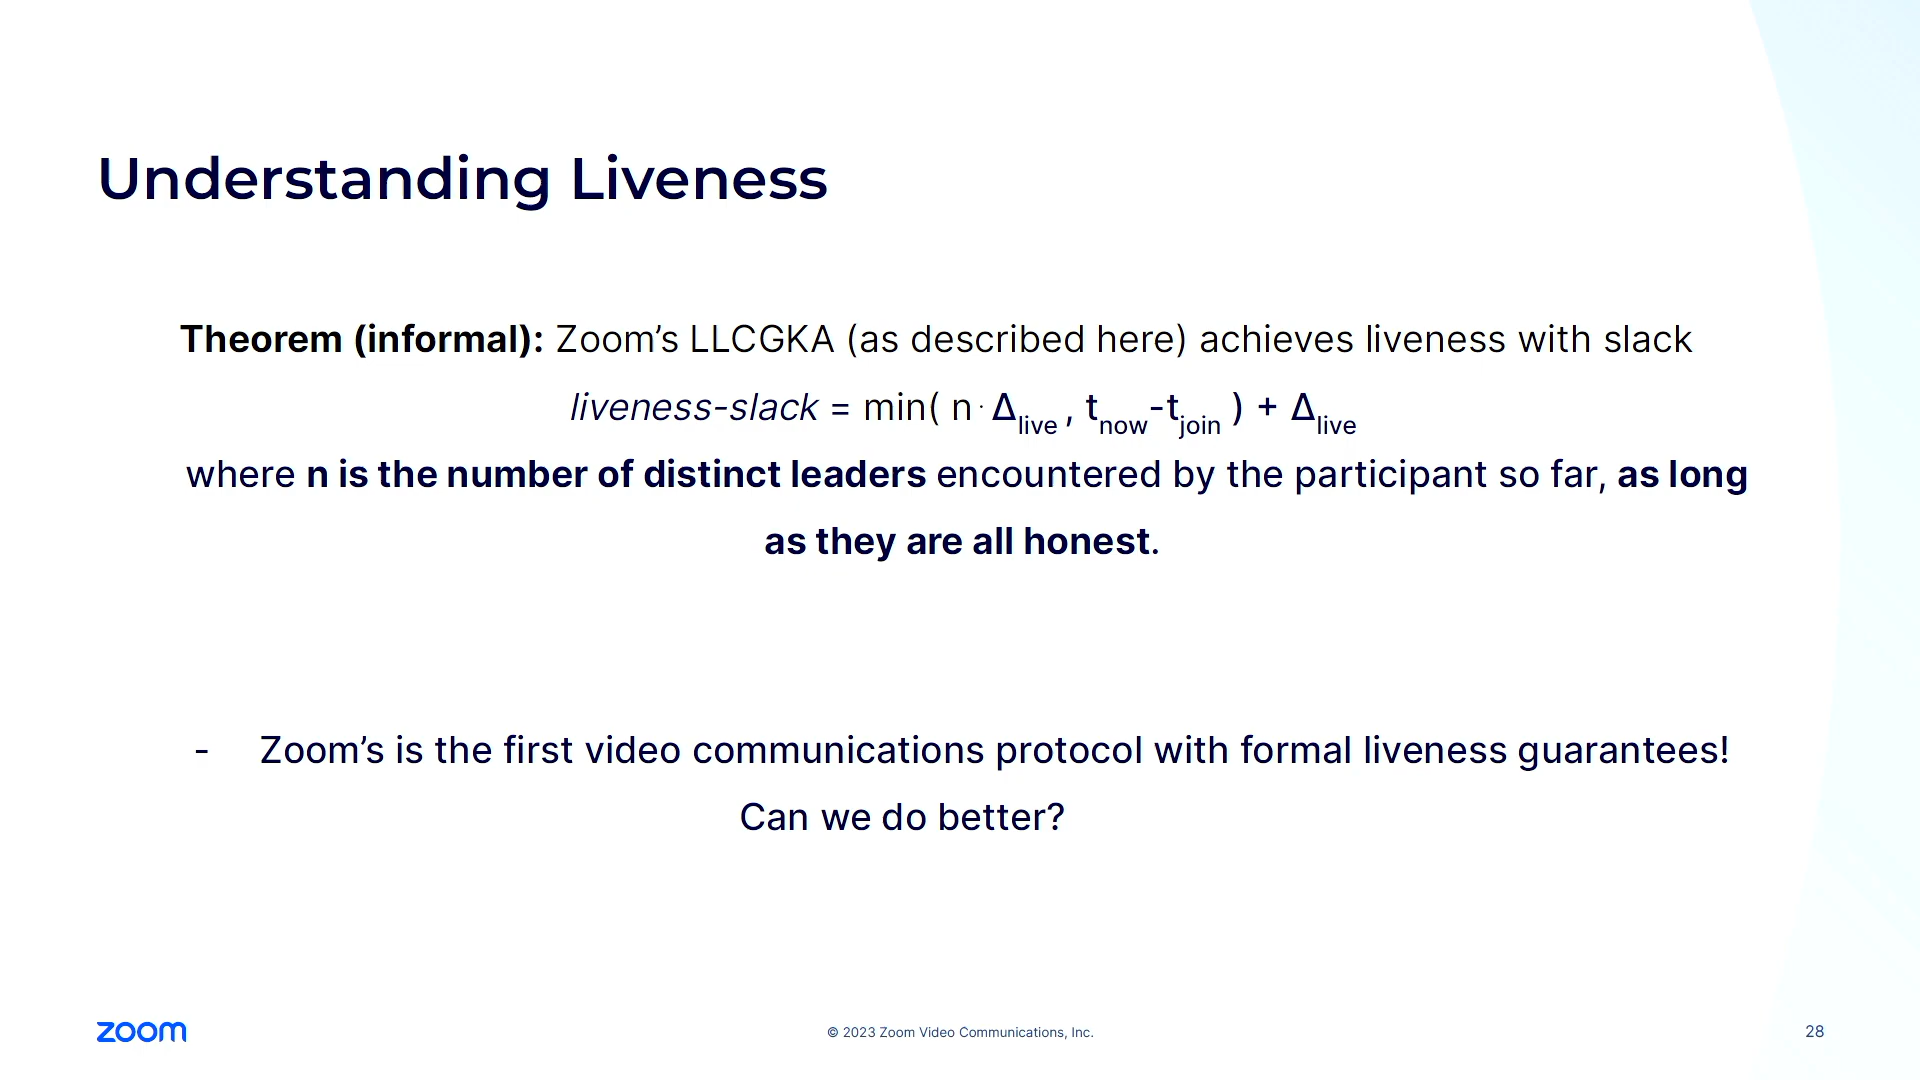 Understanding Liveness
Theorem (informal): Zoom’s LLCGKA (as described here) achieves liveness with slack
liveness-slack = min( n · Δlive , tnow-tjoin ) + Δlive
where n is the number of distinct leaders encountered by the participant so far, as long
as they are all honest.
- Zoom’s is the first video communications protocol with formal liveness guarantees!
Can we do better?
zoom
© 2023 Zoom Video Communications, Inc.
28